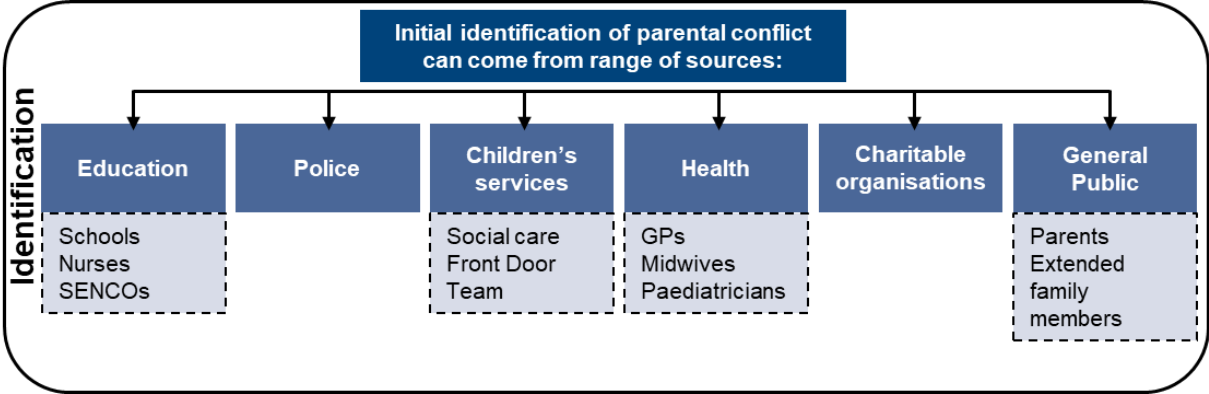 Initial identification of parental conflict
can come from range of sources:
Identification
Education
Police
Children's
services
Health
Charitable
organisations
General
Public
Schools
Nurses
SENCOs
Social care
Front Door
Team
GPs
Midwives
Paediatricians
Parents
Extended
family
members